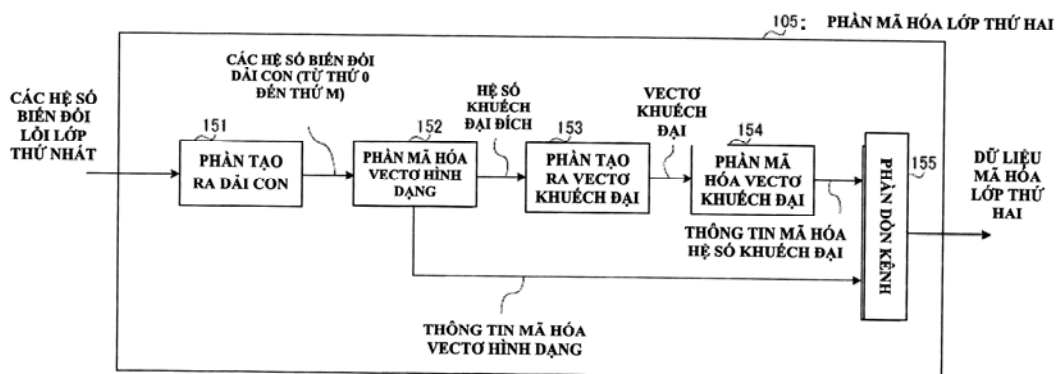 105: PHẦN MÃ HÓA LỚP THỨ HAI
CÁC HỆ SỐ
BIẾN ĐỔI
LỖI LỚP
THỨ NHẤT
CÁC HỆ SỐ BIẾN ĐỔI
DẢI CON (TỪ THỨ 0
ĐẾN THỨ M)
HỆ SỐ
KHUẾCH
ĐẠI ĐÍCH
VECTƠ
KHUẾCH
ĐẠI
151
PHẦN TẠO
RA DẢI CON
152
PHẦN MÃ HÓA
VECTƠ HÌNH
DẠNG
153
PHẦN TẠO
RA VECTƠ
KHUẾCH ĐẠI
154
PHẦN MÃ
HÓA VECTƠ
KHUẾCH ĐẠI
155
PHẦN DỒN KÊNH
DỮ LIỆU
MÃ HÓA
LỚP THỨ
HAI
THÔNG TIN MÃ HÓA
HỆ SỐ KHUẾCH ĐẠI
THÔNG TIN MÃ HÓA
VECTƠ HÌNH DẠNG